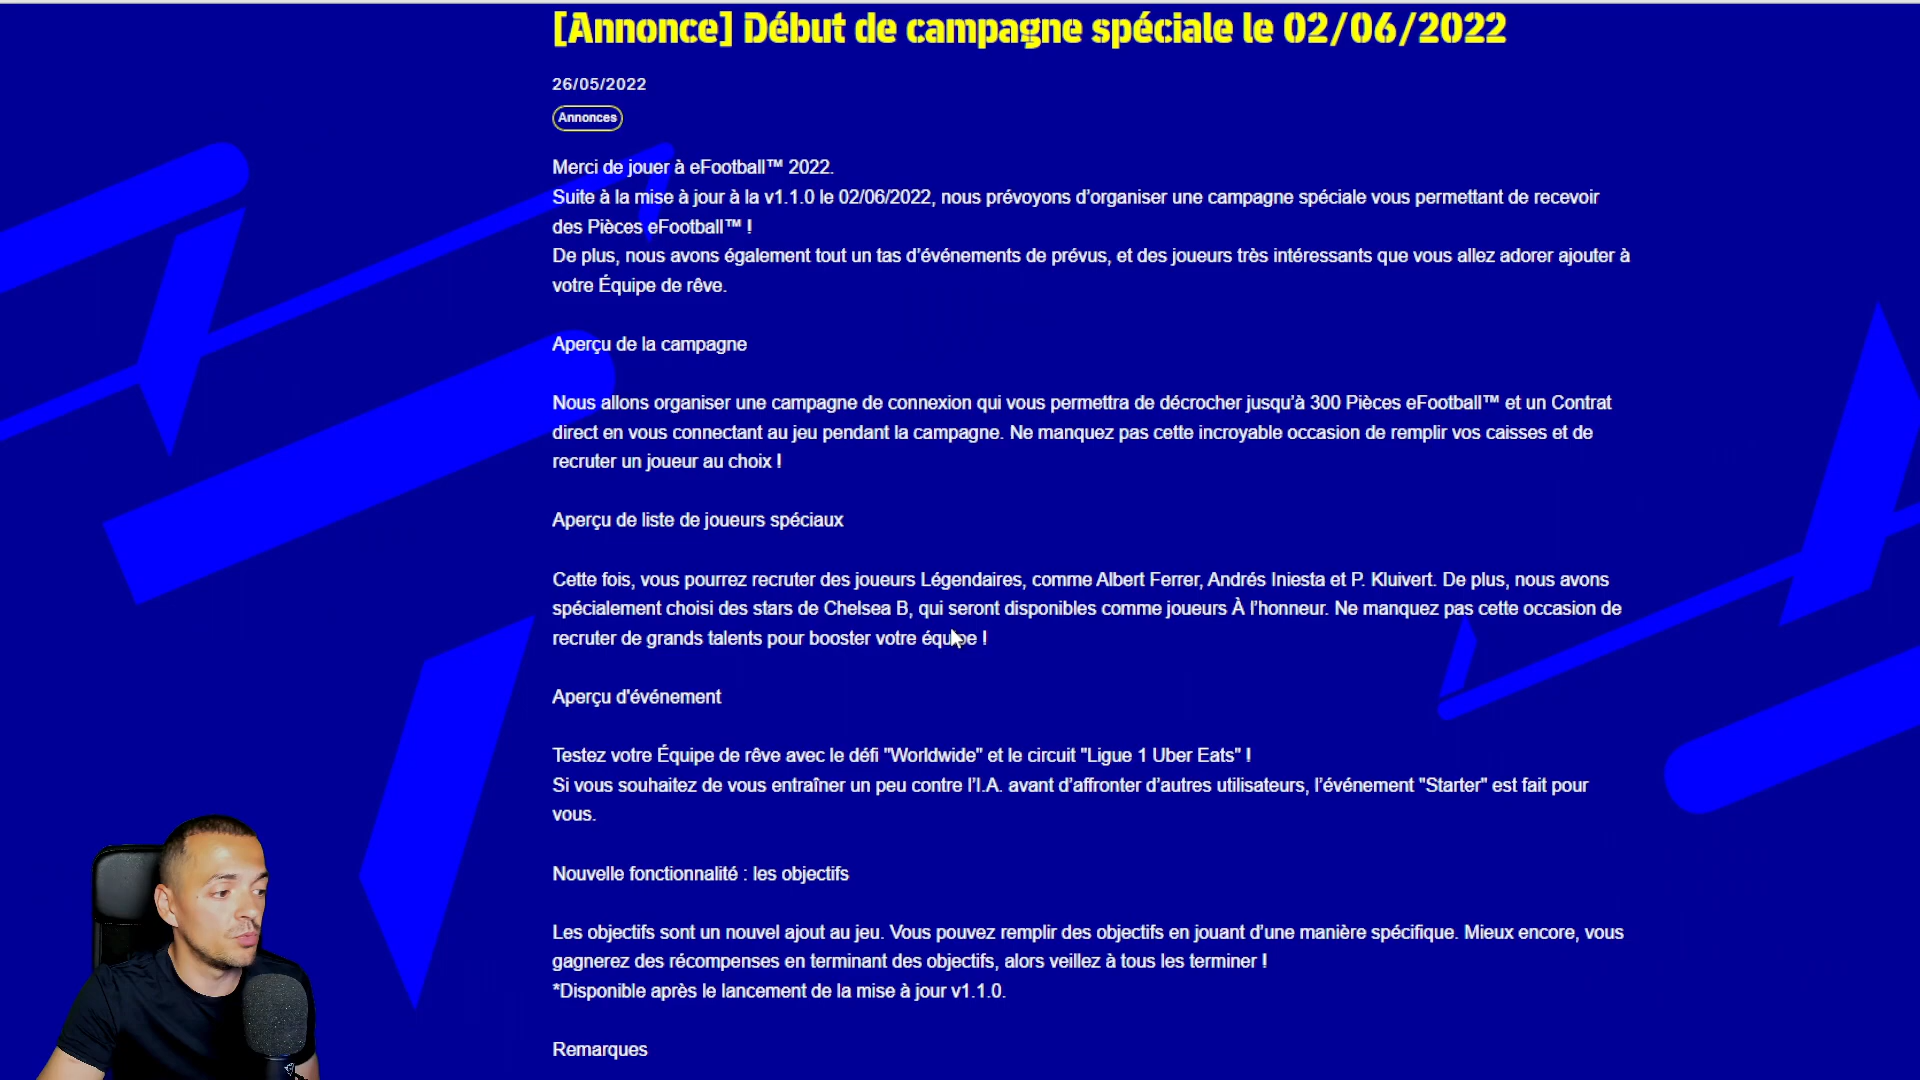 [Annonce] Début de campagne spéciale le 02/06/2022
26/05/2022
Annonces
Merci de jouer à eFootball™ 2022.
Suite à la mise à jour à la v1.1.0 le 02/06/2022, nous prévoyons d’organiser une campagne spéciale vous permettant de recevoir
des Pièces eFootball™ !
De plus, nous avons également tout un tas d’événements de prévus, et des joueurs très intéressants que vous allez adorer ajouter à
votre Équipe de rêve.
Aperçu de la campagne
Nous allons organiser une campagne de connexion qui vous permettra de décrocher jusqu’à 300 Pièces eFootball™ et un Contrat
direct en vous connectant au jeu pendant la campagne. Ne manquez pas cette incroyable occasion de remplir vos caisses et de
recruter un joueur au choix !
Aperçu de liste de joueurs spéciaux
Cette fois, vous pourrez recruter des joueurs Légendaires, comme Albert Ferrer, Andrés Iniesta et P. Kluivert. De plus, nous avons
spécialement choisi des stars de Chelsea B, qui seront disponibles comme joueurs À l’honneur. Ne manquez pas cette occasion de
recruter de grands talents pour booster votre équipe !
Aperçu d'événement
Testez votre Équipe de rêve avec le défi "Worldwide" et le circuit "Ligue 1 Uber Eats" !
Si vous souhaitez de vous entraîner un peu contre l’I.A. avant d’affronter d’autres utilisateurs, l’événement "Starter" est fait pour
vous.
Nouvelle fonctionnalité : les objectifs
Les objectifs sont un nouvel ajout au jeu. Vous pouvez remplir des objectifs en jouant d’une manière spécifique. Mieux encore, vous
gagnerez des récompenses en terminant des objectifs, alors veillez à tous les terminer !
*Disponible après le lancement de la mise à jour v1.1.0.
Remarques